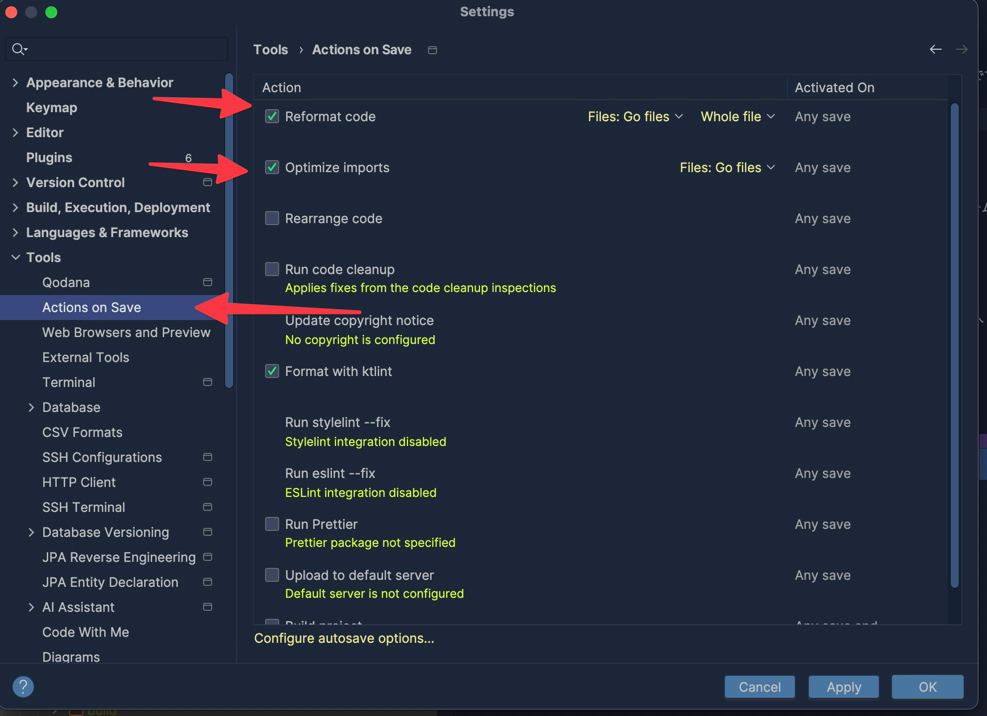 Settings
Tools › Actions on Save
Appearance & Behavior
Keymap
Editor
Plugins 6
Version Control
Build, Execution, Deployment
Languages & Frameworks
Tools
Qodana
Actions on Save
Web Browsers and Preview
External Tools
Terminal
Database
CSV Formats
SSH Configurations
HTTP Client
SSH Terminal
Database Versioning
JPA Reverse Engineering
JPA Entity Declaration
AI Assistant
Code With Me
Diagrams
Action Activated On
Reformat code Files: Go files Whole file Any save
Optimize imports Files: Go files Any save
Rearrange code Any save
Run code cleanup Any save
Applies fixes from the code cleanup inspections
Update copyright notice Any save
No copyright is configured
Format with ktlint Any save
Run stylelint --fix Any save
Stylelint integration disabled
Run eslint --fix Any save
ESLint integration disabled
Run Prettier Any save
Prettier package not specified
Upload to default server Any save
Default server is not configured
Build project Any save and
Configure autosave options...
? Cancel Apply OK
build